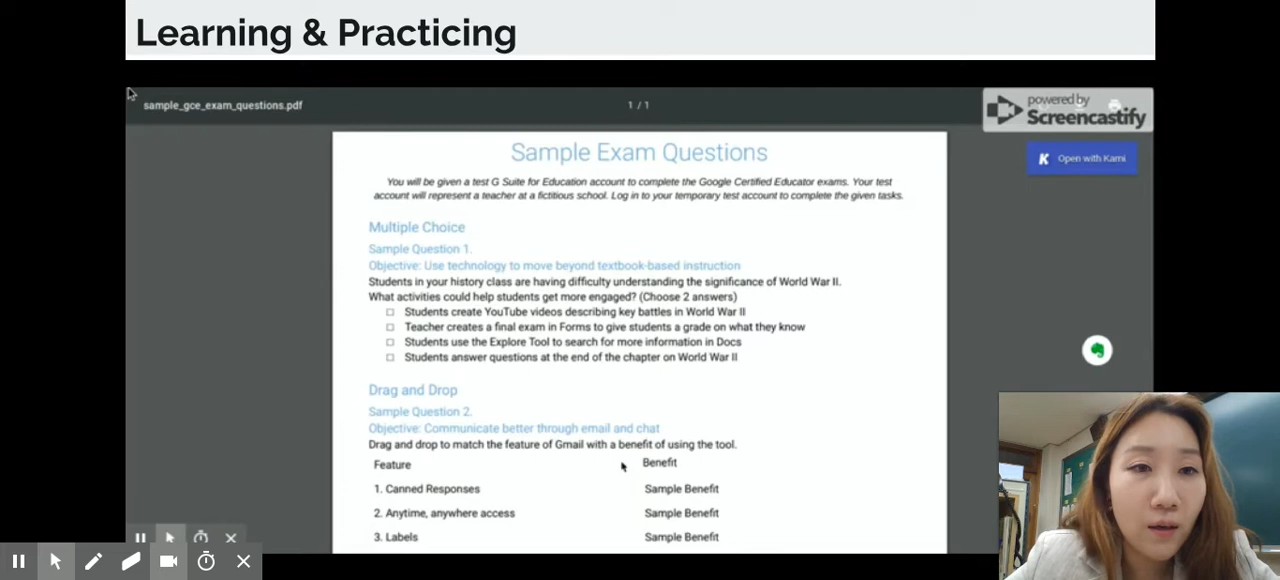 Learning & Practicing
sample_gce_exam_questions.pdf
1 / 1
powered by
Screencastify
Open with Kami
Sample Exam Questions
You will be given a test G Suite for Education account to complete the Google Certified Educator exams. Your test
account will represent a teacher at a fictitious school. Log in to your temporary test account to complete the given tasks.
Multiple Choice
Sample Question 1.
Objective: Use technology to move beyond textbook-based instruction
Students in your history class are having difficulty understanding the significance of World War II.
What activities could help students get more engaged? (Choose 2 answers)
Students create YouTube videos describing key battles in World War II
Teacher creates a final exam in Forms to give students a grade on what they know
Students use the Explore Tool to search for more information in Docs
Students answer questions at the end of the chapter on World War II
Drag and Drop
Sample Question 2.
Objective: Communicate better through email and chat
Drag and drop to match the feature of Gmail with a benefit of using the tool.
Feature Benefit
1. Canned Responses Sample Benefit
2. Anytime, anywhere access Sample Benefit
3. Labels Sample Benefit